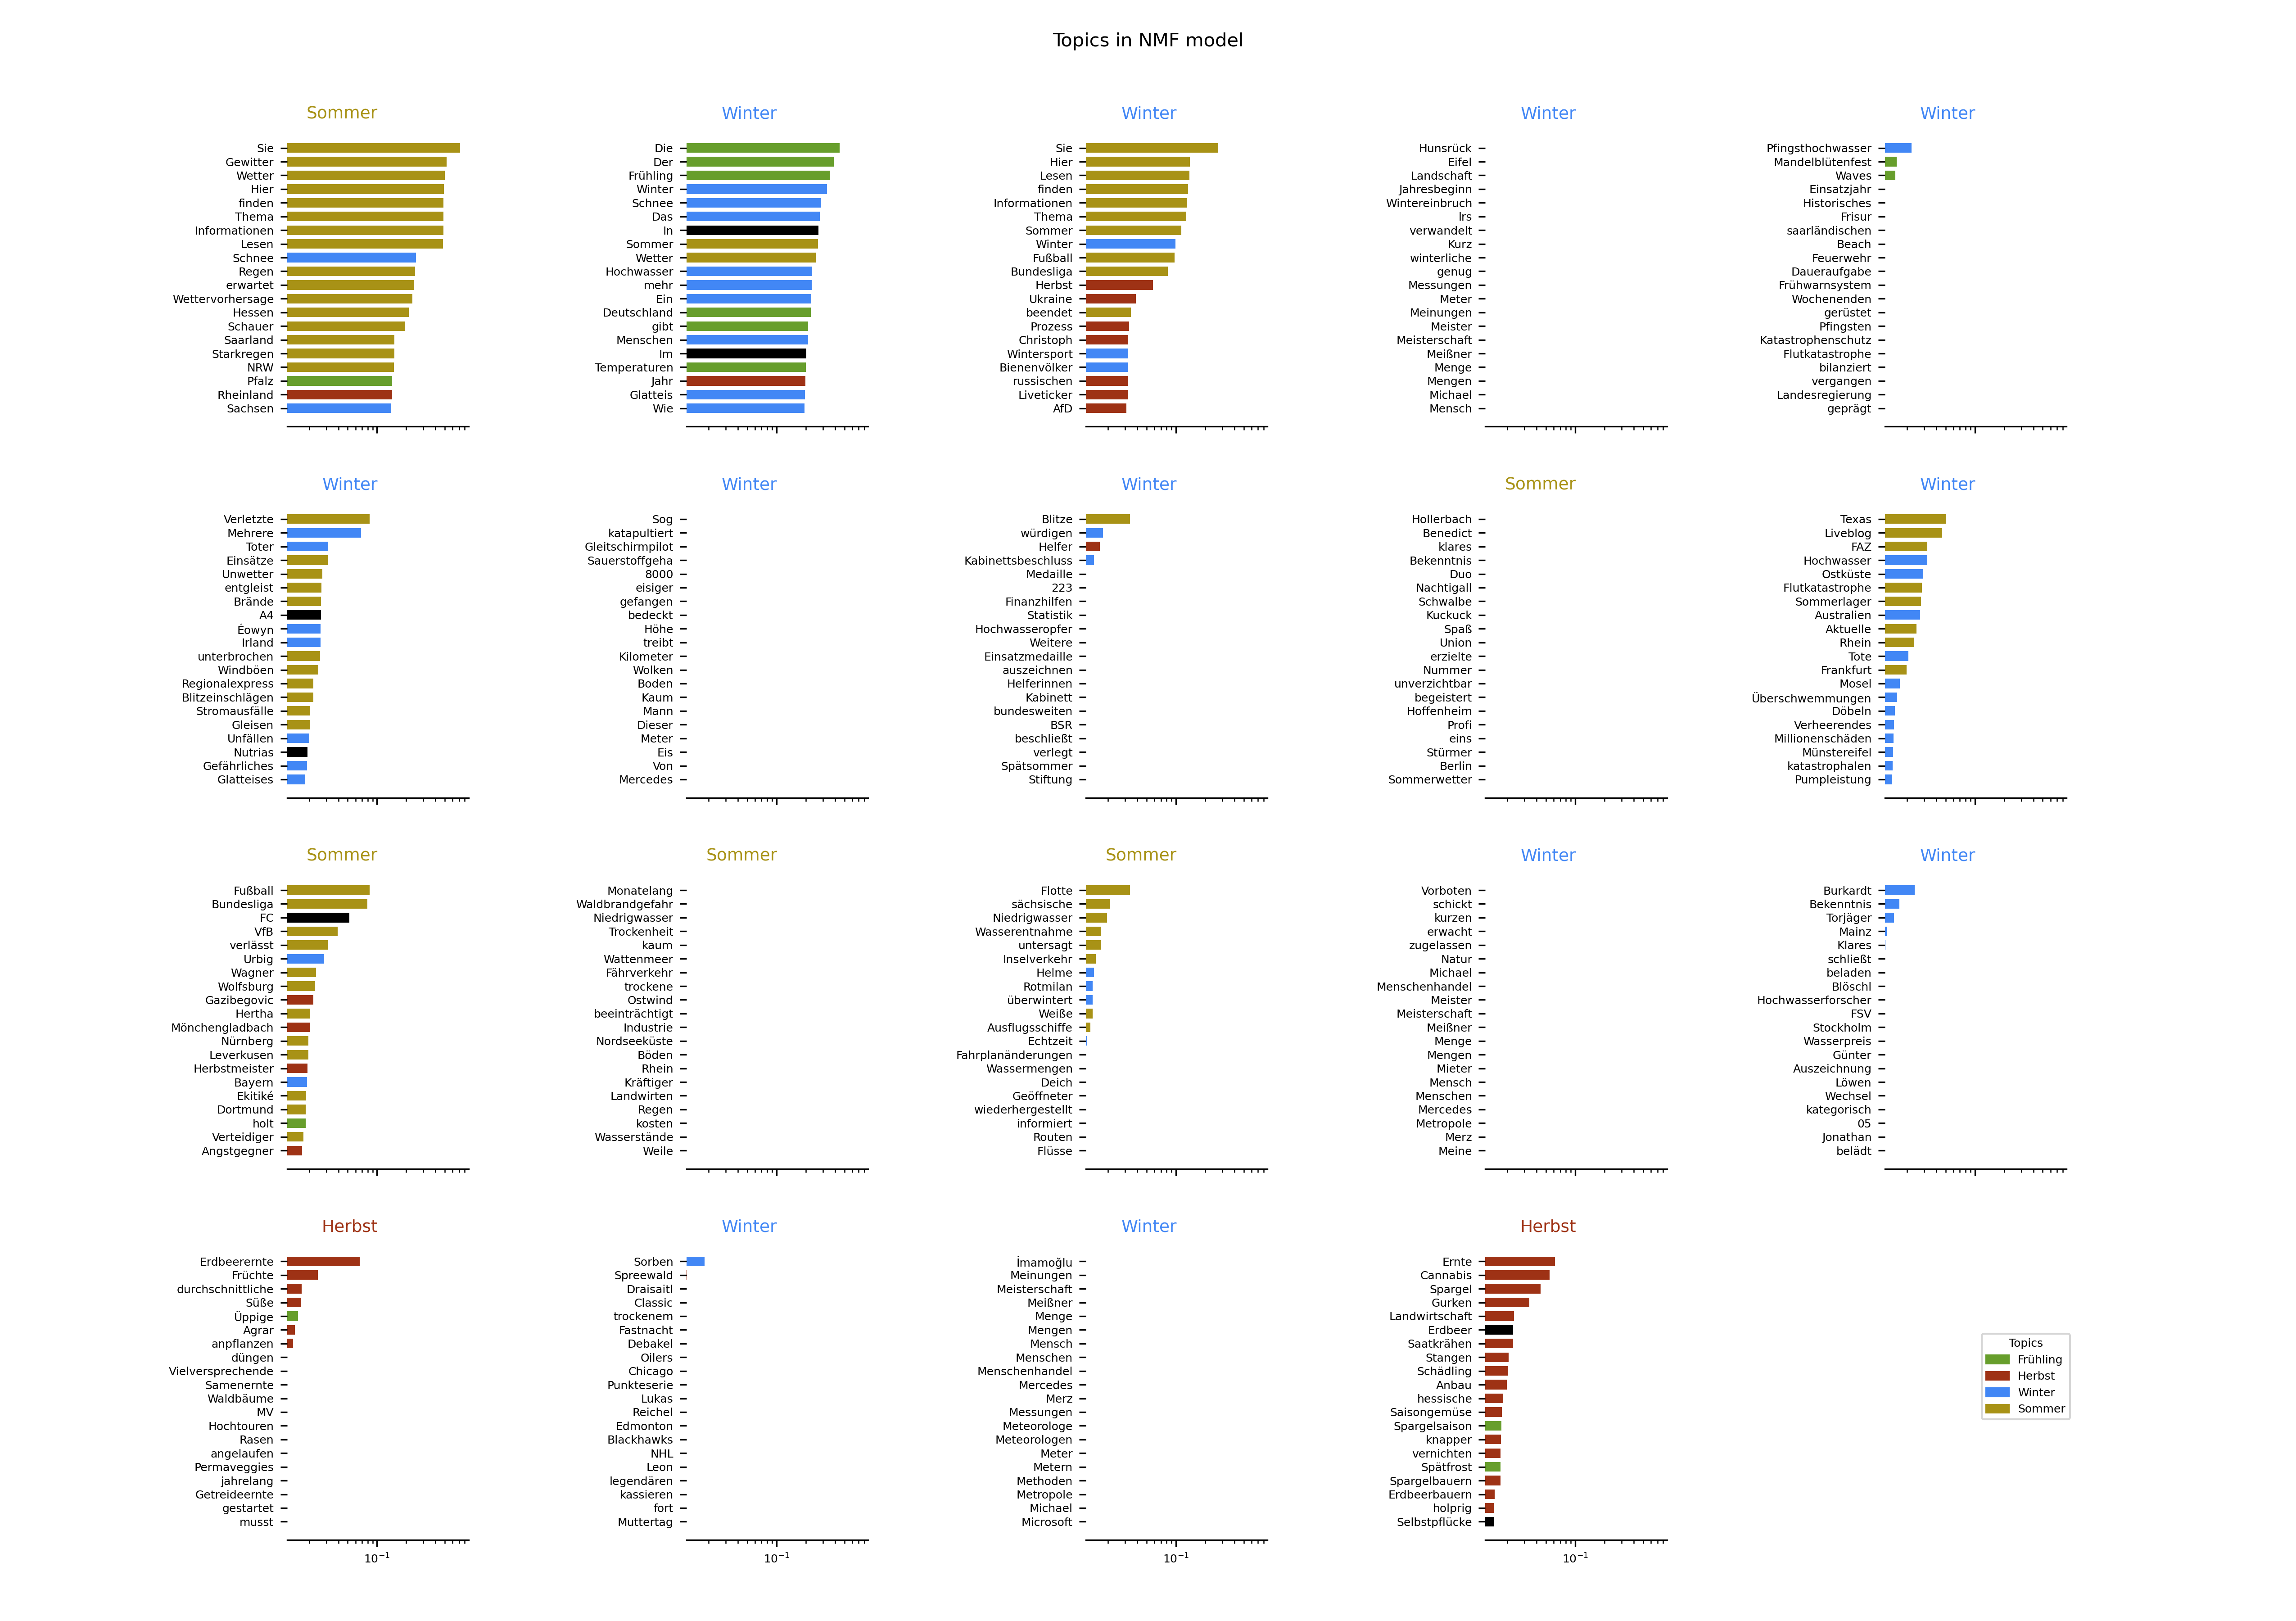 Topics in NMF model
Sommer
Sie
Gewitter
Wetter
Hier
finden
Thema
Informationen
Lesen
Schnee
Regen
erwartet
Wettervorhersage
Hessen
Schauer
Saarland
Starkregen
NRW
Pfalz
Rheinland
Sachsen
Winter
Die
Der
Frühling
Winter
Schnee
Das
In
Sommer
Wetter
Hochwasser
mehr
Ein
Deutschland
gibt
Menschen
Im
Temperaturen
Jahr
Glatteis
Wie
Winter
Sie
Hier
Lesen
finden
Informationen
Thema
Sommer
Winter
Fußball
Bundesliga
Herbst
Ukraine
beendet
Prozess
Christoph
Wintersport
Bienenvölker
russischen
Liveticker
AfD
Winter
Hunsrück
Eifel
Landschaft
Jahresbeginn
Wintereinbruch
Irs
verwandelt
Kurz
winterliche
genug
Messungen
Meter
Meinungen
Meister
Meisterschaft
Meißner
Menge
Mengen
Michael
Mensch
Winter
Pfingsthochwasser
Mandelblütenfest
Waves
Einsatzjahr
Historisches
Frisur
saarländischen
Beach
Feuerwehr
Daueraufgabe
Frühwarnsystem
Wochenenden
gerüstet
Pfingsten
Katastrophenschutz
Flutkatastrophe
bilanziert
vergangen
Landesregierung
geprägt
Winter
Verletzte
Mehrere
Toter
Einsätze
Unwetter
entgleist
Brände
A4
Éowyn
Irland
unterbrochen
Windböen
Regionalexpress
Blitzeinschlägen
Stromausfälle
Gleisen
Unfällen
Nutrias
Gefährliches
Glatteises
Winter
Sog
katapultiert
Gleitschirmpilot
Sauerstoffgeha
8000
eisiger
gefangen
bedeckt
Höhe
treibt
Kilometer
Wolken
Boden
Kaum
Mann
Dieser
Meter
Eis
Von
Mercedes
Winter
Blitze
würdigen
Helfer
Kabinettsbeschluss
Medaille
223
Finanzhilfen
Statistik
Hochwasseropfer
Weitere
Einsatzmedaille
auszeichnen
Helferinnen
Kabinett
bundesweiten
BSR
beschließt
verlegt
Spätsommer
Stiftung
Sommer
Hollerbach
Benedict
klares
Bekenntnis
Duo
Nachtigall
Schwalbe
Kuckuck
Spaß
Union
erzielte
Nummer
unverzichtbar
begeistert
Hoffenheim
Profi
eins
Stürmer
Berlin
Sommerwetter
Winter
Texas
Liveblog
FAZ
Hochwasser
Ostküste
Flutkatastrophe
Sommerlager
Australien
Aktuelle
Rhein
Tote
Frankfurt
Mosel
Überschwemmungen
Döbeln
Verheerendes
Millionenschäden
Münstereifel
katastrophalen
Pumpleistung
Sommer
Fußball
Bundesliga
FC
VfB
verlässt
Urbig
Wagner
Wolfsburg
Gazibegovic
Hertha
Mönchengladbach
Nürnberg
Leverkusen
Herbstmeister
Bayern
Ekitiké
Dortmund
holt
Verteidiger
Angstgegner
Sommer
Monatelang
Waldbrandgefahr
Niedrigwasser
Trockenheit
kaum
Wattenmeer
Fährverkehr
trockene
Ostwind
beeinträchtigt
Industrie
Nordseeküste
Böden
Rhein
Kräftiger
Landwirten
Regen
kosten
Wasserstände
Weile
Sommer
Flotte
sächsische
Niedrigwasser
Wasserentnahme
untersagt
Inselverkehr
Helme
Rotmilan
überwintert
Weiße
Ausflugsschiffe
Echtzeit
Fahrplanänderungen
Wassermengen
Deich
Geöffneter
wiederhergestellt
informiert
Routen
Flüsse
Winter
Vorboten
schickt
kurzen
erwacht
zugelassen
Natur
Michael
Menschenhandel
Meister
Meisterschaft
Meißner
Menge
Mengen
Mieter
Mensch
Menschen
Mercedes
Metropole
Merz
Meine
Winter
Burkardt
Bekenntnis
Torjäger
Mainz
Klares
schließt
beladen
Blöschl
Hochwasserforscher
FSV
Stockholm
Wasserpreis
Günter
Auszeichnung
Löwen
Wechsel
kategorisch
05
Jonathan
belädt
Herbst
Erdbeerernte
Früchte
durchschnittliche
Süße
Üppige
Agrar
anpflanzen
düngen
Vielversprechende
Samenernte
Waldbäume
MV
Hochtouren
Rasen
angelaufen
Permaveggies
jahrelang
Getreideernte
gestartet
musst
10⁻¹
Winter
Sorben
Spreewald
Draisaitl
Classic
trockenem
Fastnacht
Debakel
Oilers
Chicago
Punkteserie
Lukas
Reichel
Edmonton
Blackhawks
NHL
Leon
legendären
kassieren
fort
Muttertag
10⁻¹
Winter
İmamoğlu
Meinungen
Meisterschaft
Meißner
Menge
Mengen
Mensch
Menschen
Menschenhandel
Mercedes
Merz
Messungen
Meteorologe
Meteorologen
Meter
Metern
Methoden
Metropole
Michael
Microsoft
10⁻¹
Herbst
Ernte
Cannabis
Spargel
Gurken
Landwirtschaft
Erdbeer
Saatkrähen
Stangen
Schädling
Anbau
hessische
Saisongemüse
Spargelsaison
knapper
vernichten
Spätfrost
Spargelbauern
Erdbeerbauern
holprig
Selbstpflücke
10⁻¹
Topics
Frühling
Herbst
Winter
Sommer